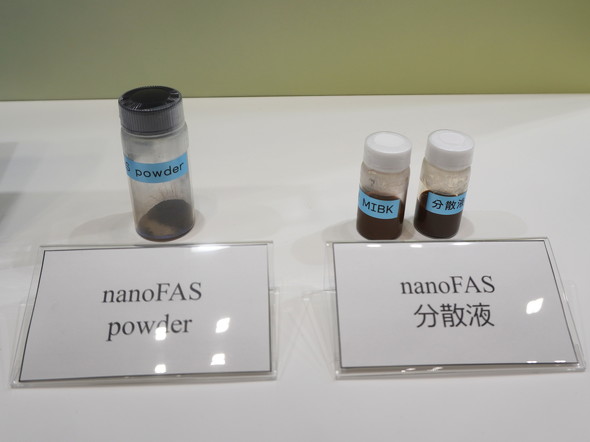 S powder
MIBK
分散液
nanoFAS
powder
nanoFAS
分散液